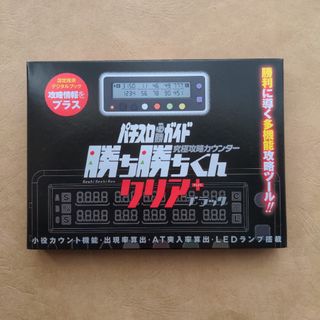 設定推測
デジタルブック
攻略情報を
プラス
勝利に導く多機能攻略ツール!!
パチスロ必勝ガイド
究極攻略カウンター
勝ち勝ちくん
クリア+
ブラック
小役カウント機能・出現率算出・AT突入率算出・LEDランプ搭載